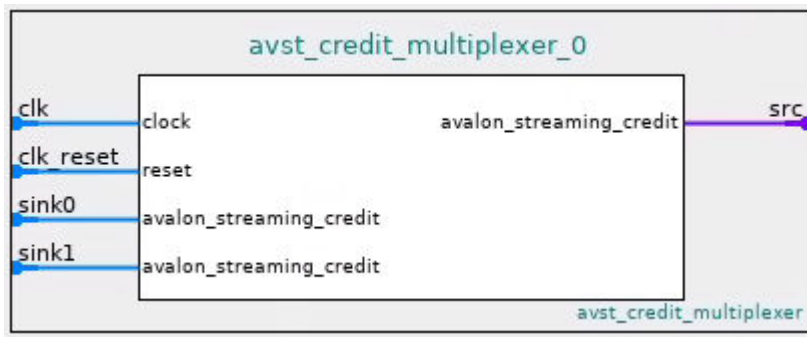 avst_credit_multiplexer_0
clk
clock
avalon_streaming_credit
src
clk_reset
reset
sink0
avalon_streaming_credit
sink1
avalon_streaming_credit
avst_credit_multiplexer